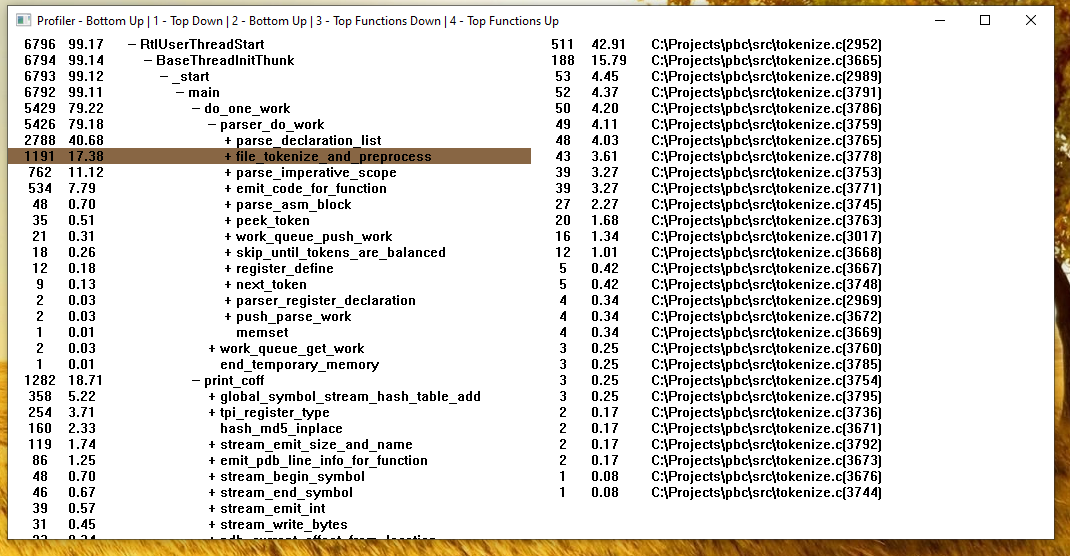 Profiler - Bottom Up | 1 - Top Down | 2 - Bottom Up | 3 - Top Functions Down | 4 - Top Functions Up
6796 99.17 − RtlUserThreadStart 511 42.91 C:\Projects\pbc\src\tokenize.c(2952)
6794 99.14 − BaseThreadInitThunk 188 15.79 C:\Projects\pbc\src\tokenize.c(3665)
6793 99.12 − _start 53 4.45 C:\Projects\pbc\src\tokenize.c(2989)
6792 99.11 − main 52 4.37 C:\Projects\pbc\src\tokenize.c(3791)
5429 79.22 − do_one_work 50 4.20 C:\Projects\pbc\src\tokenize.c(3786)
5426 79.18 − parser_do_work 49 4.11 C:\Projects\pbc\src\tokenize.c(3759)
2788 40.68 + parse_declaration_list 48 4.03 C:\Projects\pbc\src\tokenize.c(3765)
1191 17.38 + file_tokenize_and_preprocess 43 3.61 C:\Projects\pbc\src\tokenize.c(3778)
762 11.12 + parse_imperative_scope 39 3.27 C:\Projects\pbc\src\tokenize.c(3753)
534 7.79 + emit_code_for_function 39 3.27 C:\Projects\pbc\src\tokenize.c(3771)
48 0.70 + parse_asm_block 27 2.27 C:\Projects\pbc\src\tokenize.c(3745)
35 0.51 + peek_token 20 1.68 C:\Projects\pbc\src\tokenize.c(3763)
21 0.31 + work_queue_push_work 16 1.34 C:\Projects\pbc\src\tokenize.c(3017)
18 0.26 + skip_until_tokens_are_balanced 12 1.01 C:\Projects\pbc\src\tokenize.c(3668)
12 0.18 + register_define 5 0.42 C:\Projects\pbc\src\tokenize.c(3667)
9 0.13 + next_token 5 0.42 C:\Projects\pbc\src\tokenize.c(3748)
2 0.03 + parser_register_declaration 4 0.34 C:\Projects\pbc\src\tokenize.c(2969)
2 0.03 + push_parse_work 4 0.34 C:\Projects\pbc\src\tokenize.c(3672)
1 0.01 memset 4 0.34 C:\Projects\pbc\src\tokenize.c(3669)
2 0.03 + work_queue_get_work 3 0.25 C:\Projects\pbc\src\tokenize.c(3760)
1 0.01 end_temporary_memory 3 0.25 C:\Projects\pbc\src\tokenize.c(3785)
1282 18.71 − print_coff 3 0.25 C:\Projects\pbc\src\tokenize.c(3754)
358 5.22 + global_symbol_stream_hash_table_add 3 0.25 C:\Projects\pbc\src\tokenize.c(3795)
254 3.71 + tpi_register_type 2 0.17 C:\Projects\pbc\src\tokenize.c(3736)
160 2.33 hash_md5_inplace 2 0.17 C:\Projects\pbc\src\tokenize.c(3671)
119 1.74 + stream_emit_size_and_name 2 0.17 C:\Projects\pbc\src\tokenize.c(3792)
86 1.25 + emit_pdb_line_info_for_function 2 0.17 C:\Projects\pbc\src\tokenize.c(3673)
48 0.70 + stream_begin_symbol 1 0.08 C:\Projects\pbc\src\tokenize.c(3676)
46 0.67 + stream_end_symbol 1 0.08 C:\Projects\pbc\src\tokenize.c(3744)
39 0.57 + stream_emit_int
31 0.45 + stream_write_bytes